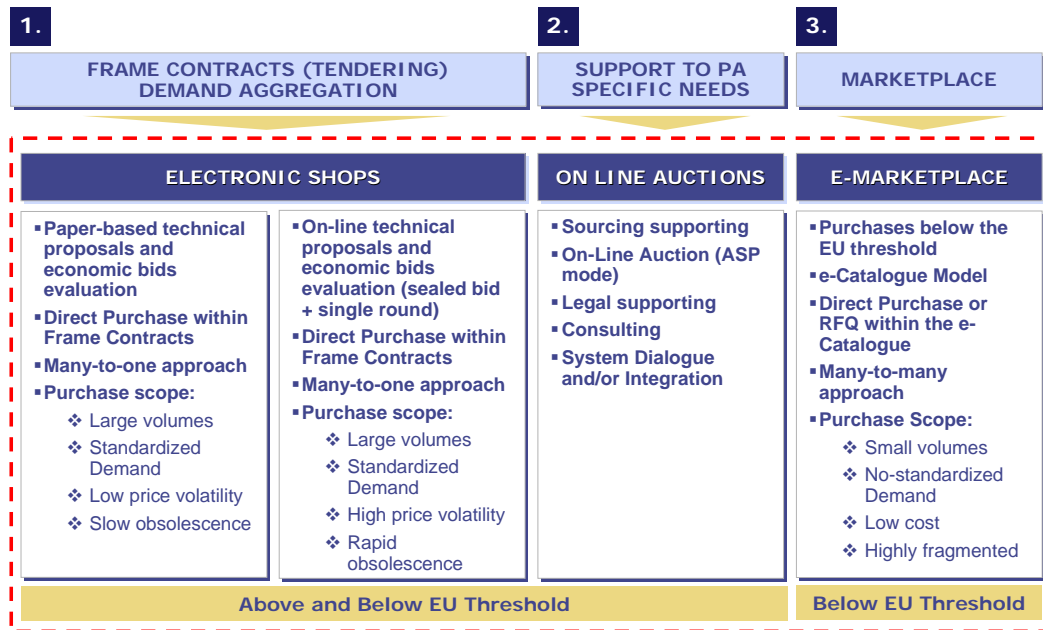 1.
FRAME CONTRACTS (TENDERING)
DEMAND AGGREGATION
2.
SUPPORT TO PA
SPECIFIC NEEDS
3.
MARKETPLACE
ELECTRONIC SHOPS
▪Paper-based technical
proposals and
economic bids
evaluation
▪Direct Purchase within
Frame Contracts
▪Many-to-one approach
▪Purchase scope:
❖ Large volumes
❖ Standardized
Demand
❖ Low price volatility
❖ Slow obsolescence
▪On-line technical
proposals and
economic bids
evaluation (sealed bid
+ single round)
▪Direct Purchase within
Frame Contracts
▪Many-to-one approach
▪Purchase scope:
❖ Large volumes
❖ Standardized
Demand
❖ High price volatility
❖ Rapid
obsolescence
ON LINE AUCTIONS
▪Sourcing supporting
▪On-Line Auction (ASP
mode)
▪Legal supporting
▪Consulting
▪System Dialogue
and/or Integration
E-MARKETPLACE
▪Purchases below the
EU threshold
▪e-Catalogue Model
▪Direct Purchase or
RFQ within the e-
Catalogue
▪Many-to-many
approach
▪Purchase Scope:
❖ Small volumes
❖ No-standardized
Demand
❖ Low cost
❖ Highly fragmented
Above and Below EU Threshold
Below EU Threshold